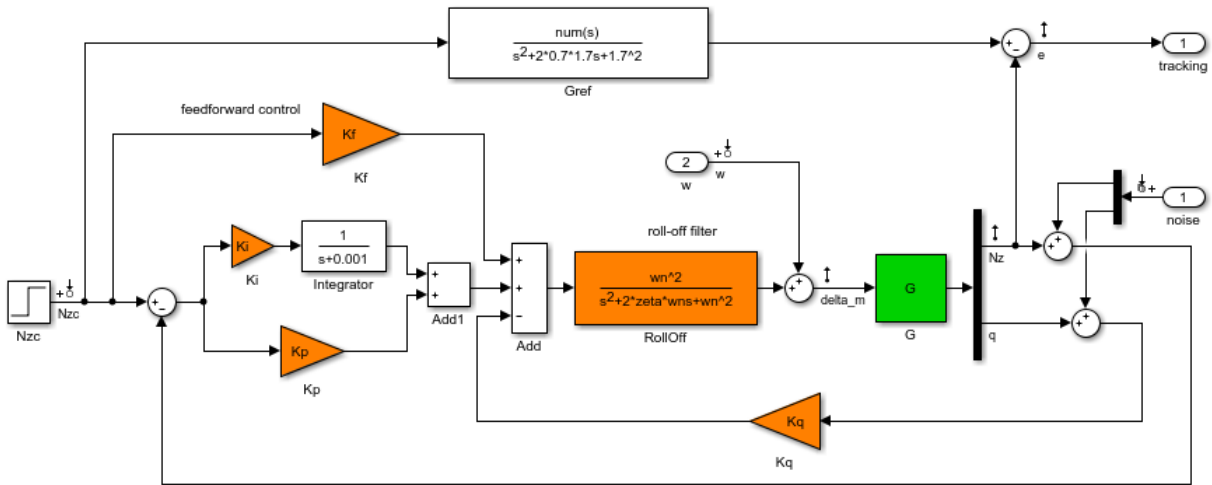 num(s)
s^2+2*0.7*1.7s+1.7^2
Gref
+
−
e
1
tracking
feedforward control
Kf
Kf
2
w
+
w
+
1
noise
Ki
Ki
1
s+0.001
Integrator
+
+
Add1
+
+
−
Add
roll-off filter
wn^2
s^2+2*zeta*wns+wn^2
RollOff
+
+
delta_m
G
G
Nz
+
+
q
+
+
Nzc
+
Nzc
+
−
Kp
Kp
Kq
Kq